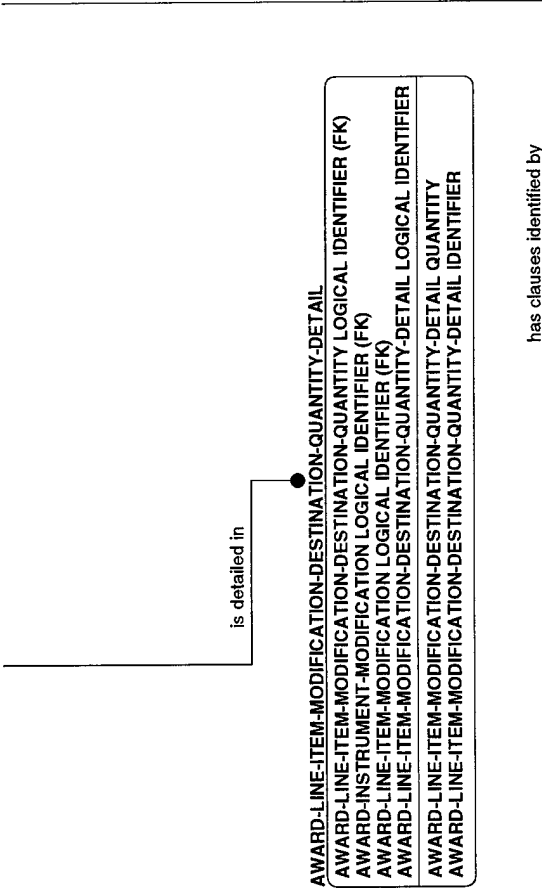 is detailed in
AWARD-LINE-ITEM-MODIFICATION-DESTINATION-QUANTITY-DETAIL
AWARD-LINE-ITEM-MODIFICATION-DESTINATION-QUANTITY LOGICAL IDENTIFIER (FK)
AWARD-INSTRUMENT-MODIFICATION LOGICAL IDENTIFIER (FK)
AWARD-LINE-ITEM-MODIFICATION LOGICAL IDENTIFIER (FK)
AWARD-LINE-ITEM-MODIFICATION-DESTINATION-QUANTITY-DETAIL LOGICAL IDENTIFIER
AWARD-LINE-ITEM-MODIFICATION-DESTINATION-QUANTITY-DETAIL QUANTITY
AWARD-LINE-ITEM-MODIFICATION-DESTINATION-QUANTITY-DETAIL IDENTIFIER
has clauses identified by